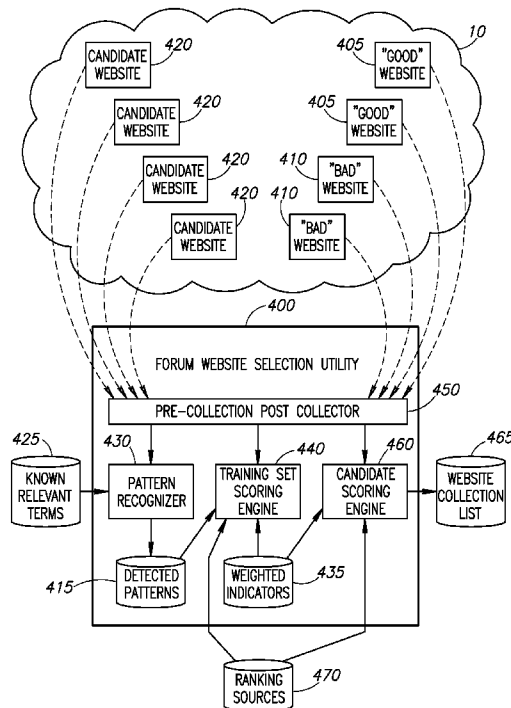 10
420
CANDIDATE
WEBSITE
405
"GOOD"
WEBSITE
420
CANDIDATE
WEBSITE
405
"GOOD"
WEBSITE
420
CANDIDATE
WEBSITE
410
"BAD"
WEBSITE
420
CANDIDATE
WEBSITE
410
"BAD"
WEBSITE
400
FORUM WEBSITE SELECTION UTILITY
450
PRE-COLLECTION POST COLLECTOR
425
KNOWN
RELEVANT
TERMS
430
PATTERN
RECOGNIZER
440
TRAINING SET
SCORING
ENGINE
460
CANDIDATE
SCORING
ENGINE
465
WEBSITE
COLLECTION
LIST
415
DETECTED
PATTERNS
WEIGHTED
INDICATORS
435
RANKING
SOURCES
470